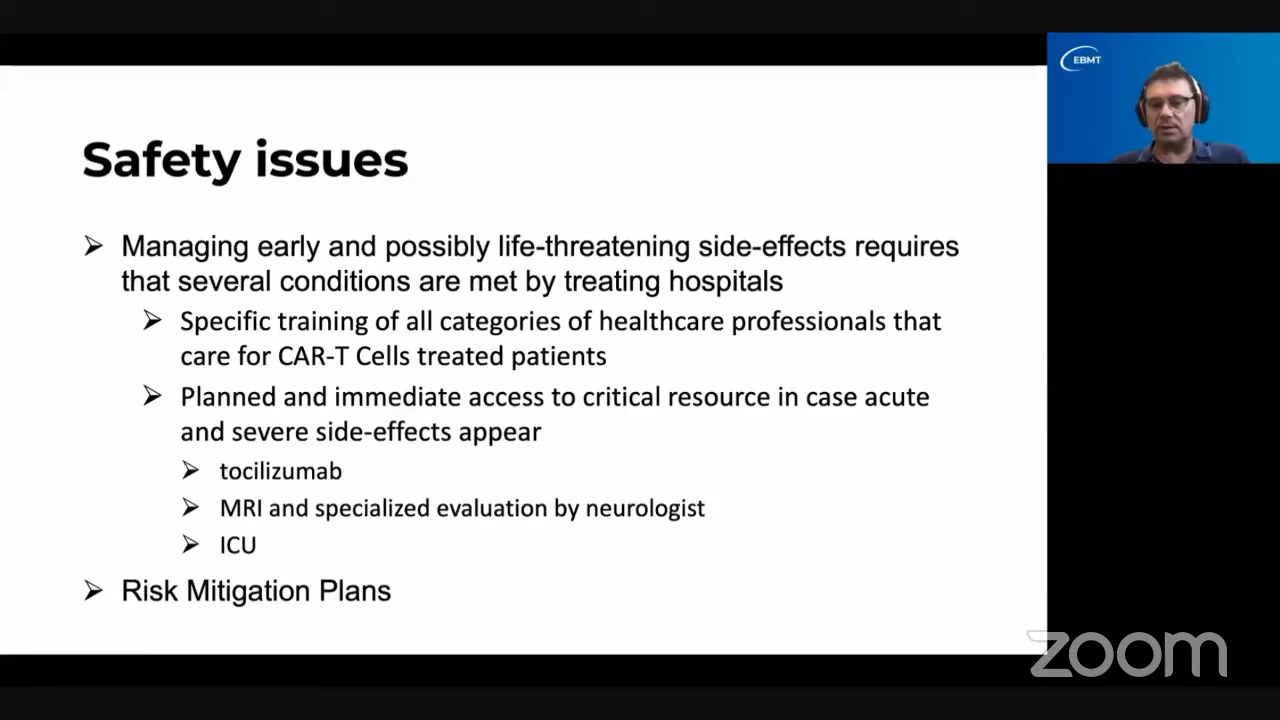 EBMT
Safety issues
Managing early and possibly life-threatening side-effects requires
that several conditions are met by treating hospitals
Specific training of all categories of healthcare professionals that
care for CAR-T Cells treated patients
Planned and immediate access to critical resource in case acute
and severe side-effects appear
tocilizumab
MRI and specialized evaluation by neurologist
ICU
Risk Mitigation Plans
zoom